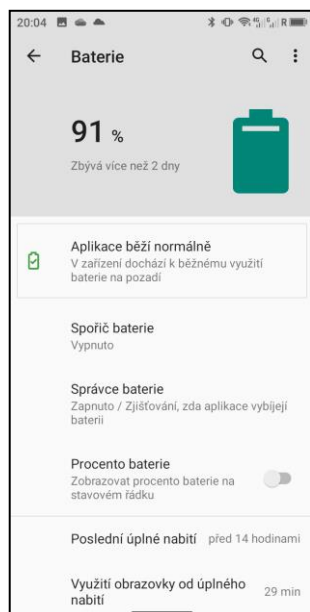 20:04 R
Baterie
91 %
Zbývá více než 2 dny
Aplikace běží normálně
V zařízení dochází k běžnému využití
baterie na pozadí
Spořič baterie
Vypnuto
Správce baterie
Zapnuto / Zjišťování, zda aplikace vybíjejí
baterii
Procento baterie
Zobrazovat procento baterie na
stavovém řádku
Poslední úplné nabití před 14 hodinami
Využití obrazovky od úplného
nabití 29 min